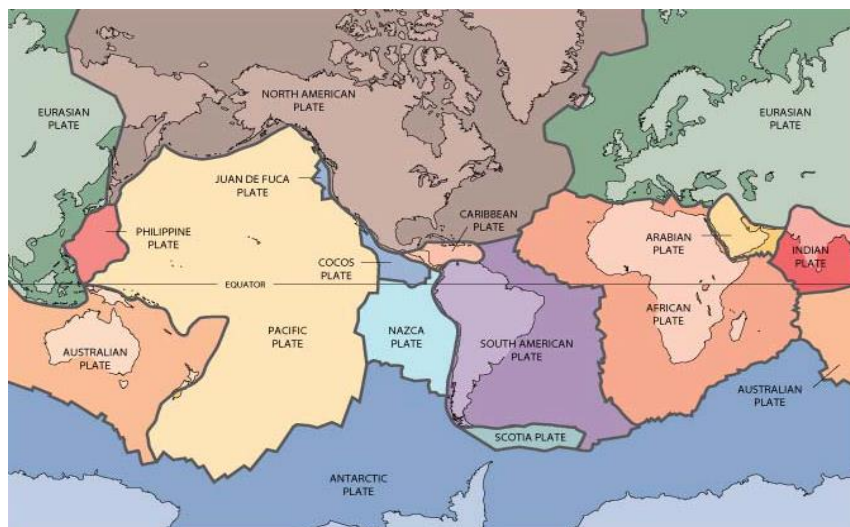 NORTH AMERICAN
PLATE
EURASIAN
PLATE
EURASIAN
PLATE
JUAN DE FUCA
PLATE
PHILIPPINE
PLATE
CARIBBEAN
PLATE
ARABIAN
PLATE
INDIAN
PLATE
COCOS
PLATE
EQUATOR
AFRICAN
PLATE
PACIFIC
PLATE
NAZCA
PLATE
SOUTH AMERICAN
PLATE
AUSTRALIAN
PLATE
AUSTRALIAN
PLATE
SCOTIA PLATE
ANTARCTIC
PLATE